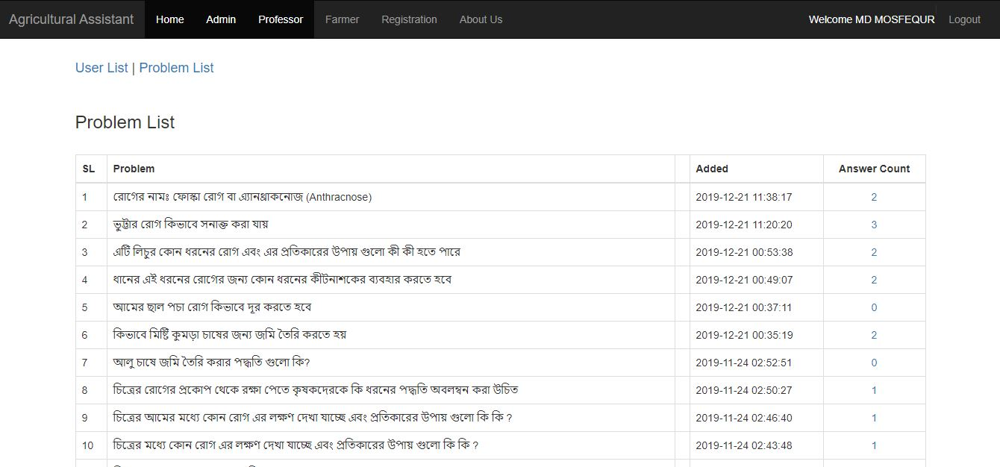 Agricultural Assistant Home Admin Professor Farmer Registration About Us Welcome MD MOSFEQUR Logout
User List | Problem List
Problem List
SL Problem Added Answer Count
1 রোগের নামঃ ফোস্কা রোগ বা এ্যানথ্রাকনোজ (Anthracnose) 2019-12-21 11:38:17 2
2 ভুট্টার রোগ কিভাবে সনাক্ত করা যায় 2019-12-21 11:20:20 3
3 এটি লিচুর কোন ধরনের রোগ এবং এর প্রতিকারের উপায় গুলো কী কী হতে পারে 2019-12-21 00:53:38 2
4 ধানের এই ধরনের রোগের জন্য কোন ধরনের কীটনাশকের ব্যবহার করতে হবে 2019-12-21 00:49:07 2
5 আমের ছাল পচা রোগ কিভাবে দূর করতে হবে 2019-12-21 00:37:11 0
6 কিভাবে মিষ্টি কুমড়া চাষের জন্য জমি তৈরি করতে হয় 2019-12-21 00:35:19 2
7 আলু চাষে জমি তৈরি করার পদ্ধতি গুলো কি? 2019-11-24 02:52:51 0
8 চিত্রের রোগের প্রকোপ থেকে রক্ষা পেতে কৃষকদেরকে কি ধরনের পদ্ধতি অবলম্বন করা উচিত 2019-11-24 02:50:27 1
9 চিত্রের আমের মধ্যে কোন রোগ এর লক্ষণ দেখা যাচ্ছে এবং প্রতিকারের উপায় গুলো কি কি ? 2019-11-24 02:46:40 1
10 চিত্রের মধ্যে কোন রোগ এর লক্ষণ দেখা যাচ্ছে এবং প্রতিকারের উপায় গুলো কি কি ? 2019-11-24 02:43:48 1